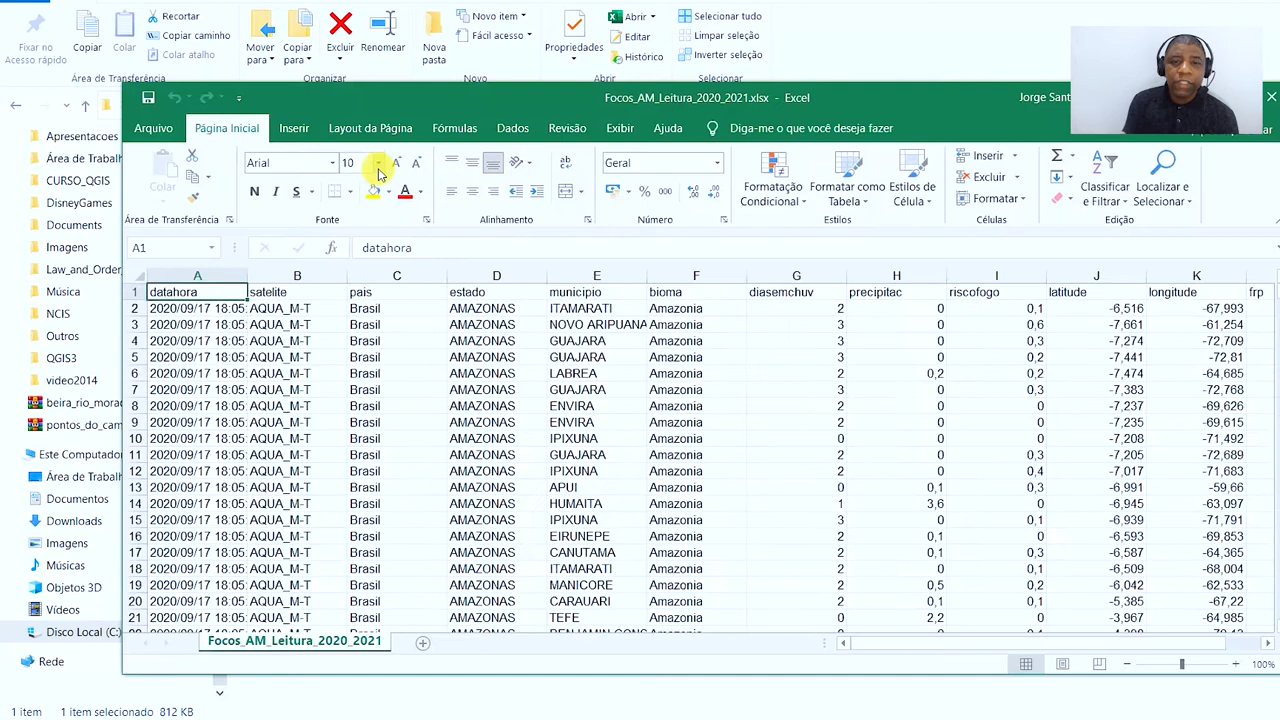 Recortar
Copiar caminho
Colar atalho
Fixar no
Acesso rápido
Copiar
Colar
Área de Transferência
Mover
para
Copiar
para
Excluir
Renomear
Organizar
Nova
pasta
Novo item
Fácil acesso
Novo
Propriedades
Abrir
Editar
Histórico
Abrir
Selecionar tudo
Limpar seleção
Inverter seleção
Selecionar
Focos_AM_Leitura_2020_2021.xlsx - Excel
Jorge Sant
Arquivo Página Inicial Inserir Layout da Página Fórmulas Dados Revisão Exibir Ajuda Diga-me o que você deseja fazer
Colar
Área de Transferência
Arial 10
N I S
Fonte
Alinhamento
Geral
% 000
Número
Formatação
Condicional
Formatar como
Tabela
Estilos de
Célula
Estilos
Inserir
Excluir
Formatar
Células
Classificar
e Filtrar
Localizar e
Selecionar
Edição
A1 fx datahora
A B C D E F G H I J K
1 datahora satelite pais estado municipio bioma diasemchuv precipitac riscofogo latitude longitude frp
2 2020/09/17 18:05: AQUA_M-T Brasil AMAZONAS ITAMARATI Amazonia 2 0 0,1 -6,516 -67,993
3 2020/09/17 18:05: AQUA_M-T Brasil AMAZONAS NOVO ARIPUANA Amazonia 3 0 0,6 -7,661 -61,254
4 2020/09/17 18:05: AQUA_M-T Brasil AMAZONAS GUAJARA Amazonia 3 0 0,3 -7,274 -72,709
5 2020/09/17 18:05: AQUA_M-T Brasil AMAZONAS GUAJARA Amazonia 3 0 0,2 -7,441 -72,81
6 2020/09/17 18:05: AQUA_M-T Brasil AMAZONAS LABREA Amazonia 2 0,2 0,2 -7,474 -64,685
7 2020/09/17 18:05: AQUA_M-T Brasil AMAZONAS GUAJARA Amazonia 3 0 0,3 -7,383 -72,768
8 2020/09/17 18:05: AQUA_M-T Brasil AMAZONAS ENVIRA Amazonia 2 0 0 -7,237 -69,626
9 2020/09/17 18:05: AQUA_M-T Brasil AMAZONAS ENVIRA Amazonia 2 0 0 -7,235 -69,615
10 2020/09/17 18:05: AQUA_M-T Brasil AMAZONAS IPIXUNA Amazonia 0 0 0 -7,208 -71,492
11 2020/09/17 18:05: AQUA_M-T Brasil AMAZONAS GUAJARA Amazonia 2 0 0,3 -7,205 -72,689
12 2020/09/17 18:05: AQUA_M-T Brasil AMAZONAS IPIXUNA Amazonia 2 0 0,4 -7,017 -71,683
13 2020/09/17 18:05: AQUA_M-T Brasil AMAZONAS APUI Amazonia 0 0,1 0,3 -6,991 -59,66
14 2020/09/17 18:05: AQUA_M-T Brasil AMAZONAS HUMAITA Amazonia 1 3,6 0 -6,945 -63,097
15 2020/09/17 18:05: AQUA_M-T Brasil AMAZONAS IPIXUNA Amazonia 3 0 0,1 -6,939 -71,791
16 2020/09/17 18:05: AQUA_M-T Brasil AMAZONAS EIRUNEPE Amazonia 2 0,1 0 -6,593 -69,853
17 2020/09/17 18:05: AQUA_M-T Brasil AMAZONAS CANUTAMA Amazonia 2 0,1 0,3 -6,587 -64,365
18 2020/09/17 18:05: AQUA_M-T Brasil AMAZONAS ITAMARATI Amazonia 2 0 0,1 -6,509 -68,004
19 2020/09/17 18:05: AQUA_M-T Brasil AMAZONAS MANICORE Amazonia 2 0,5 0,2 -6,042 -62,533
20 2020/09/17 18:05: AQUA_M-T Brasil AMAZONAS CARAUARI Amazonia 2 0,1 0,1 -5,385 -67,22
21 2020/09/17 18:05: AQUA_M-T Brasil AMAZONAS TEFE Amazonia 0 2,2 0 -3,967 -64,985
Focos_AM_Leitura_2020_2021
100%
Apresentacoes
Área de Trabalh
CURSO_QGIS
DisneyGames
Documents
Imagens
Law_and_Order_
Música
NCIS
Outros
QGIS3
video2014
beira_rio_morad
pontos_do_cam
Este Computador
Área de Trabalh
Documentos
Downloads
Imagens
Músicas
Objetos 3D
Vídeos
Disco Local (C:)
Rede
1 item 1 item selecionado 812 KB